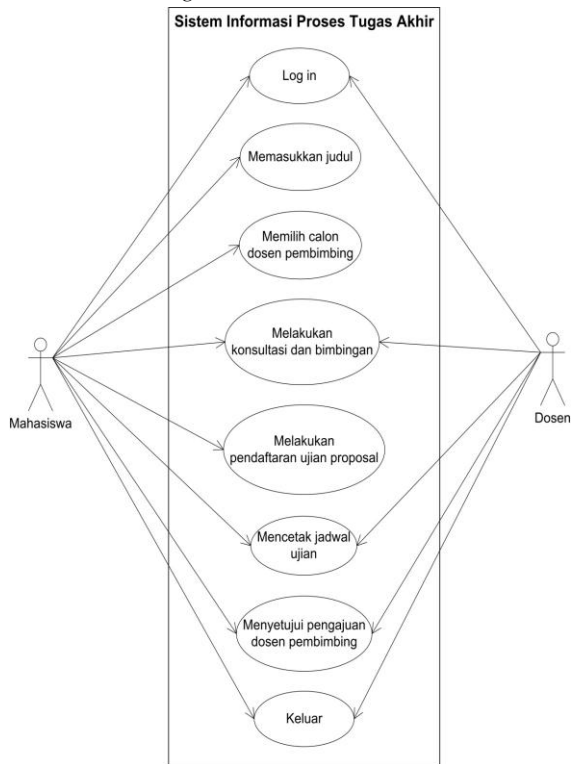 Sistem Informasi Proses Tugas Akhir
Log in
Memasukkan judul
Memilih calon
dosen pembimbing
Melakukan
konsultasi dan bimbingan
Mahasiswa
Dosen
Melakukan
pendaftaran ujian proposal
Mencetak jadwal
ujian
Menyetujui pengajuan
dosen pembimbing
Keluar